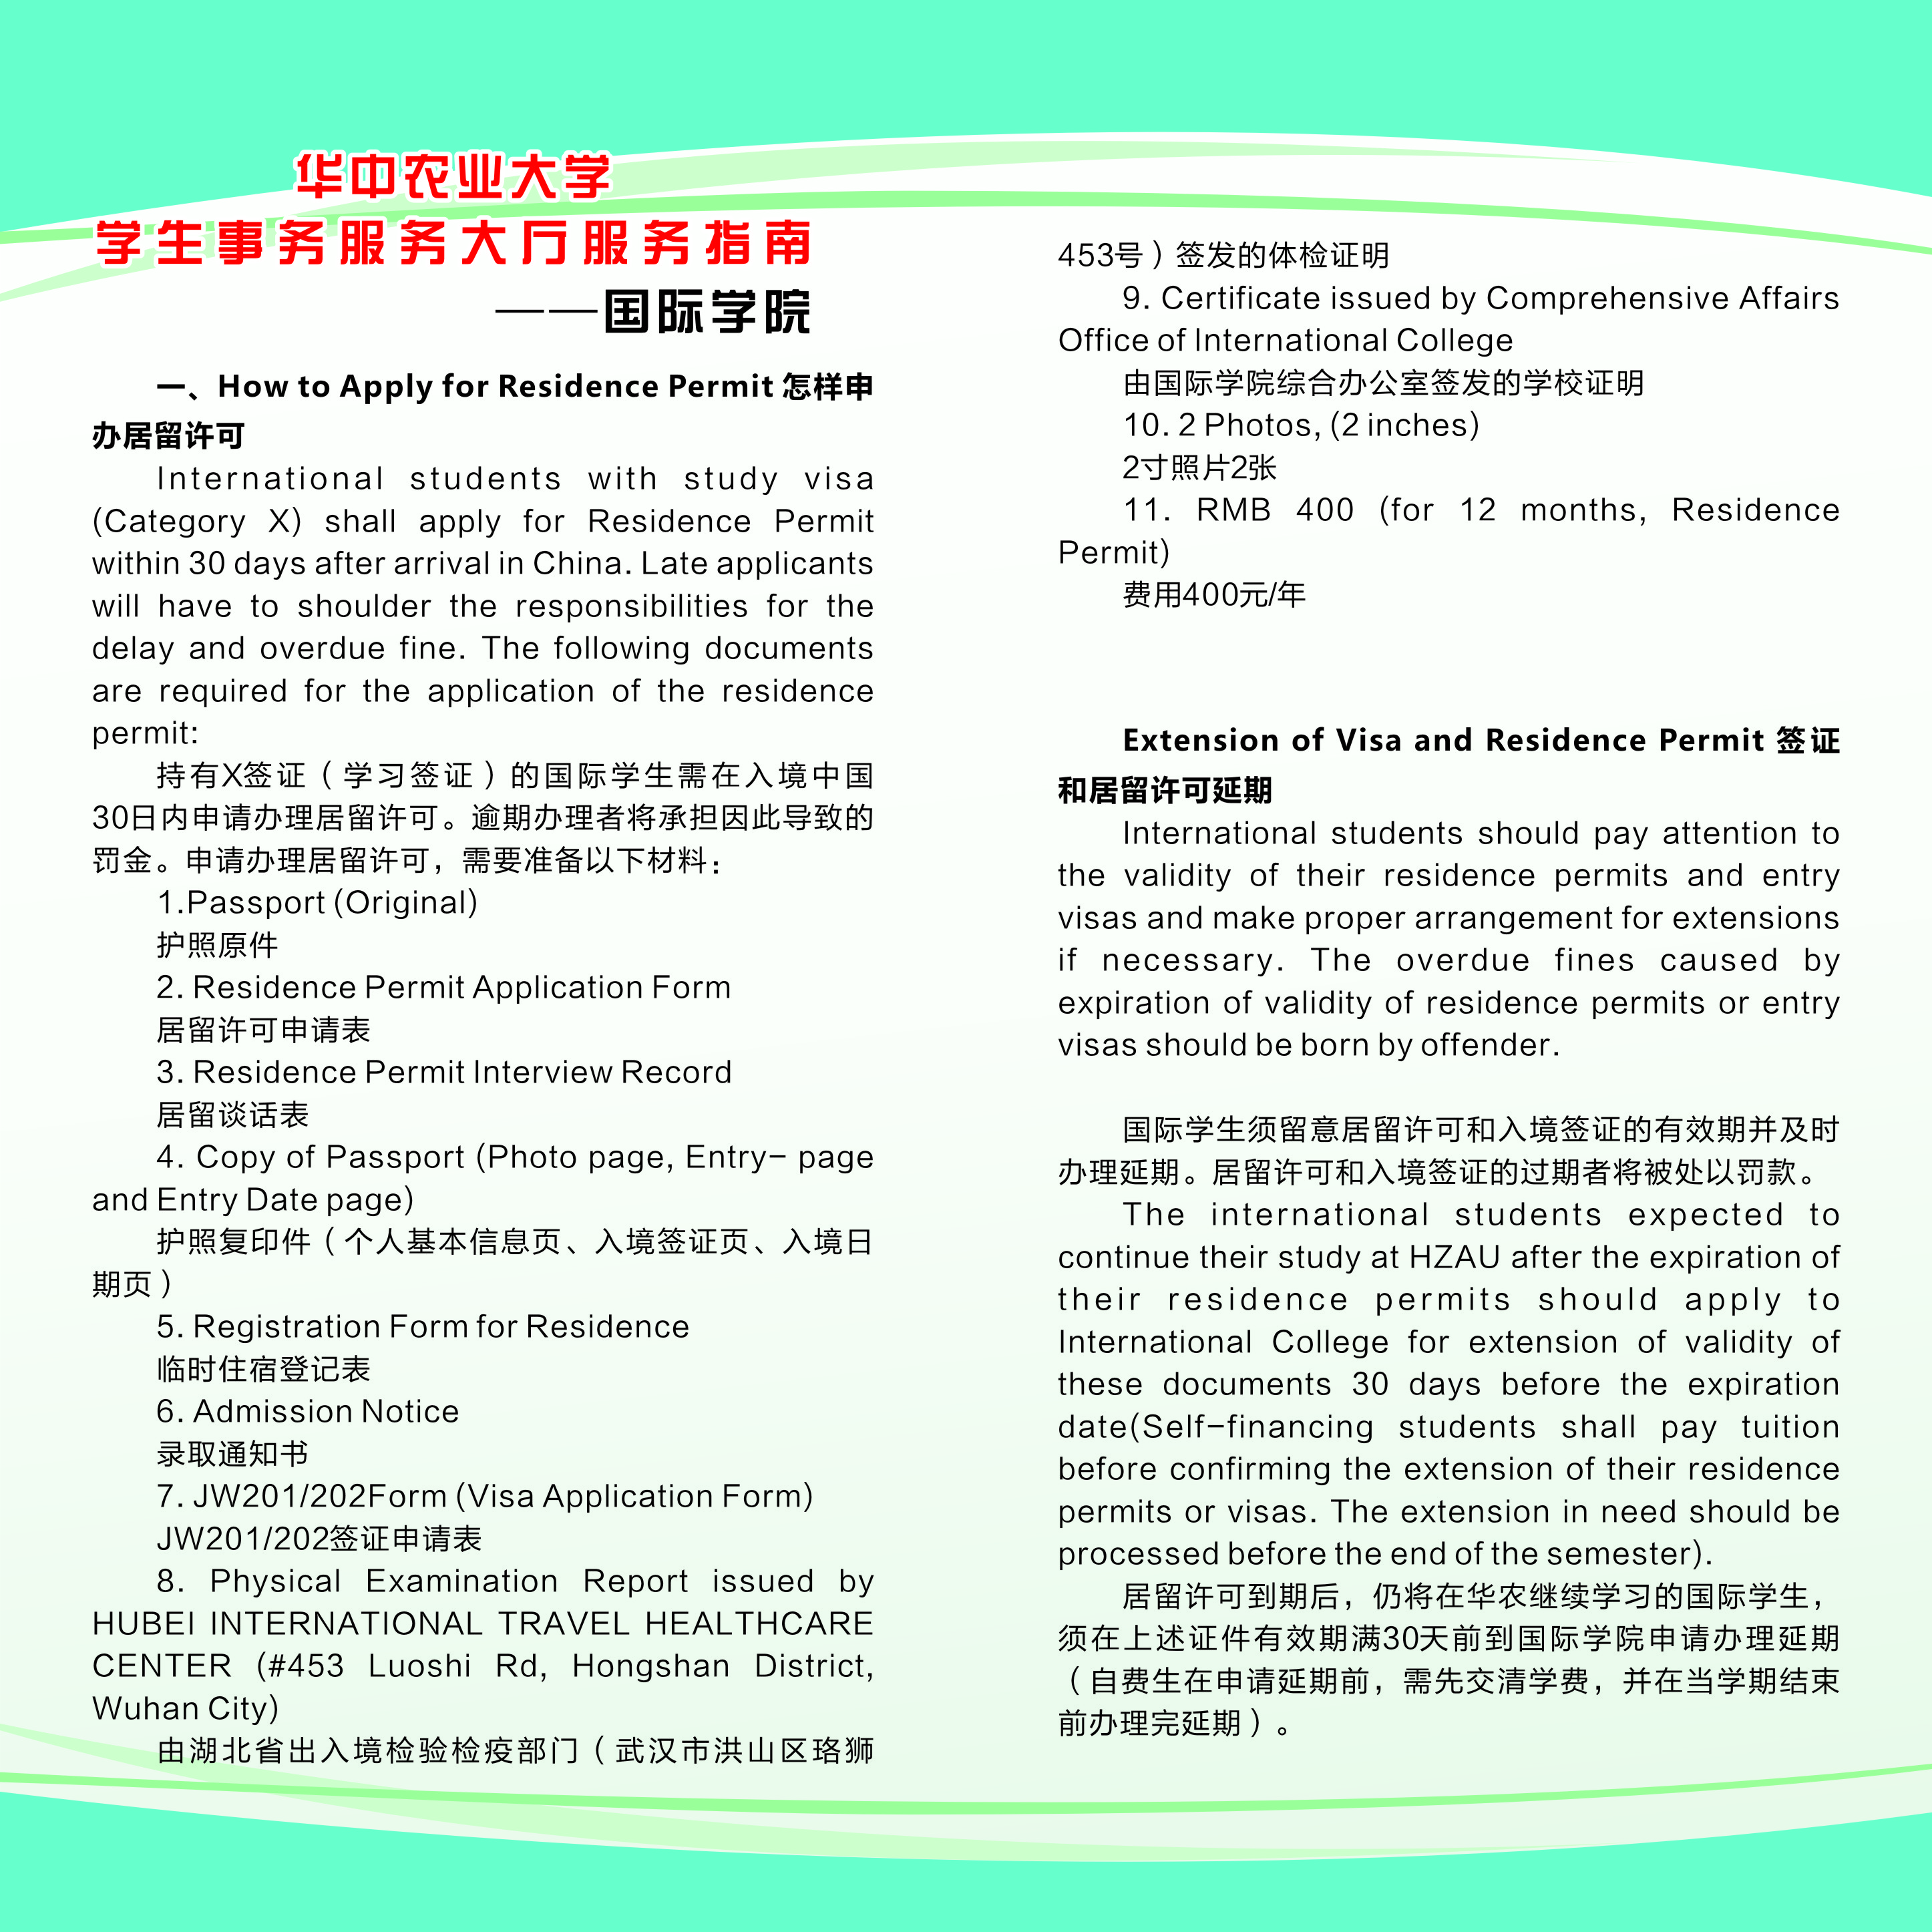 华中农业大学
学生事务服务大厅服务指南
——国际学院
一、How to Apply for Residence Permit 怎样申
办居留许可
International students with study visa
(Category X) shall apply for Residence Permit
within 30 days after arrival in China. Late applicants
will have to shoulder the responsibilities for the
delay and overdue fine. The following documents
are required for the application of the residence
permit:
持有X签证（学习签证）的国际学生需在入境中国
30日内申请办理居留许可。逾期办理者将承担因此导致的
罚金。申请办理居留许可，需要准备以下材料：
1.Passport (Original)
护照原件
2. Residence Permit Application Form
居留许可申请表
3. Residence Permit Interview Record
居留谈话表
4. Copy of Passport (Photo page, Entry- page
and Entry Date page)
护照复印件（个人基本信息页、入境签证页、入境日
期页）
5. Registration Form for Residence
临时住宿登记表
6. Admission Notice
录取通知书
7. JW201/202Form (Visa Application Form)
JW201/202签证申请表
8. Physical Examination Report issued by
HUBEI INTERNATIONAL TRAVEL HEALTHCARE
CENTER (#453 Luoshi Rd, Hongshan District,
Wuhan City)
由湖北省出入境检验检疫部门（武汉市洪山区珞狮
453号）签发的体检证明
9. Certificate issued by Comprehensive Affairs
Office of International College
由国际学院综合办公室签发的学校证明
10. 2 Photos, (2 inches)
2寸照片2张
11. RMB 400 (for 12 months, Residence
Permit)
费用400元/年
Extension of Visa and Residence Permit 签证
和居留许可延期
International students should pay attention to
the validity of their residence permits and entry
visas and make proper arrangement for extensions
if necessary. The overdue fines caused by
expiration of validity of residence permits or entry
visas should be born by offender.
国际学生须留意居留许可和入境签证的有效期并及时
办理延期。居留许可和入境签证的过期者将被处以罚款。
The international students expected to
continue their study at HZAU after the expiration of
their residence permits should apply to
International College for extension of validity of
these documents 30 days before the expiration
date(Self-financing students shall pay tuition
before confirming the extension of their residence
permits or visas. The extension in need should be
processed before the end of the semester).
居留许可到期后，仍将在华农继续学习的国际学生，
须在上述证件有效期满30天前到国际学院申请办理延期
（自费生在申请延期前，需先交清学费，并在当学期结束
前办理完延期）。